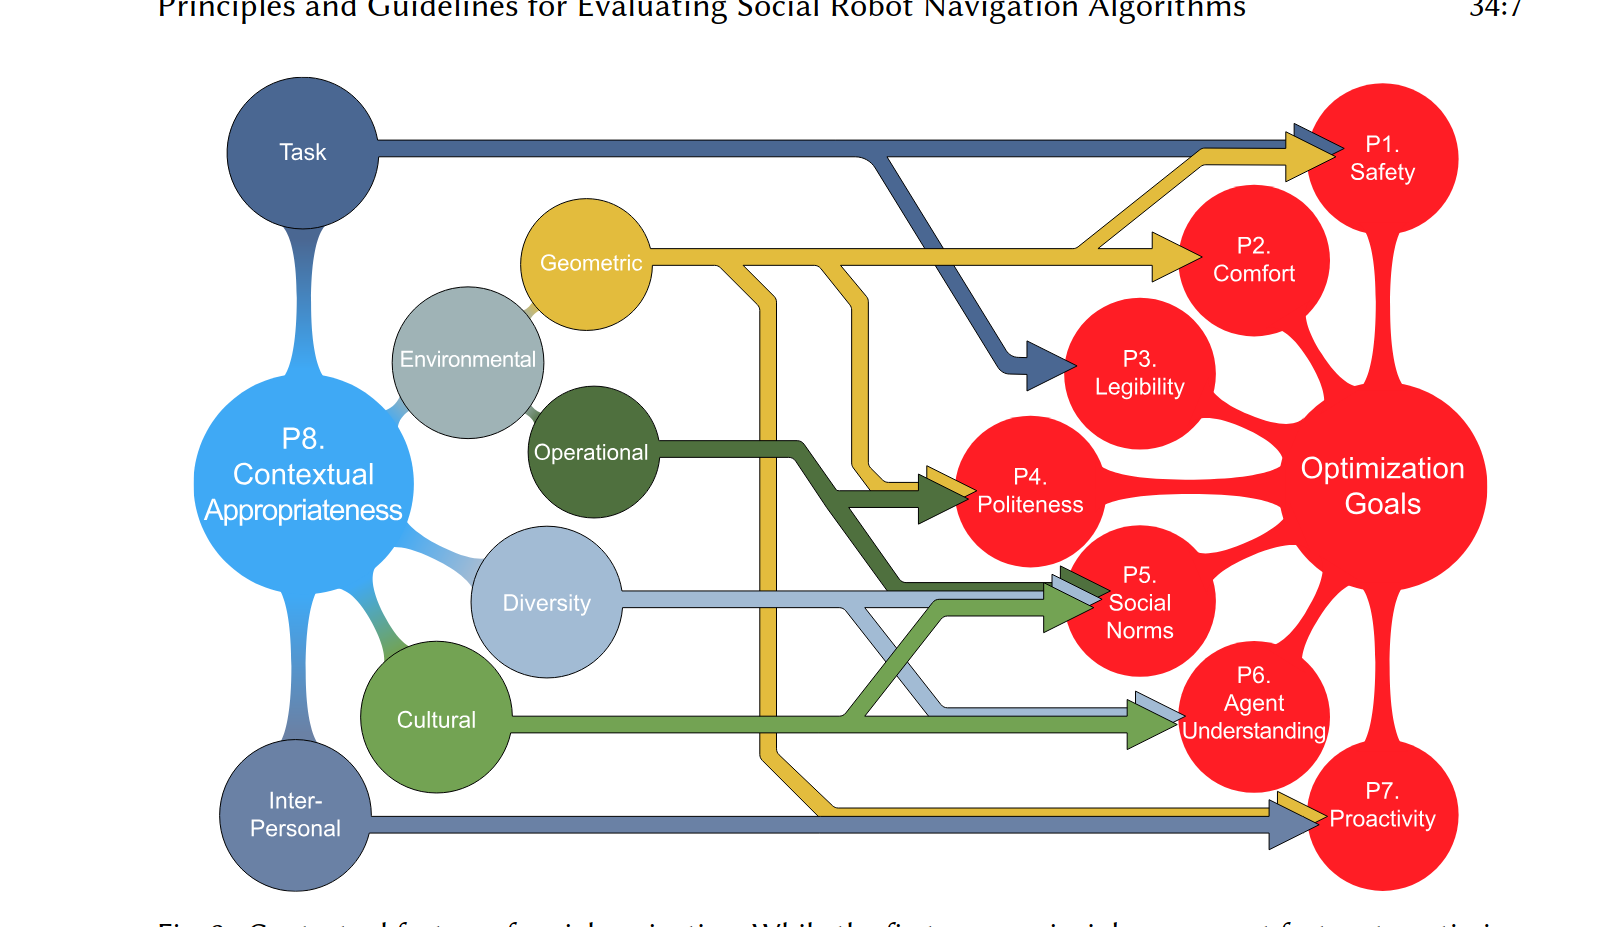 Principles and Guidelines for Evaluating Social Robot Navigation Algorithms 34:7
Task
P1.
Safety
Geometric
P2.
Comfort
Environmental
P3.
Legibility
P8.
Contextual
Appropriateness
Operational
P4.
Politeness
Optimization
Goals
Diversity
P5.
Social
Norms
Cultural
P6.
Agent
Understanding
Inter-
Personal
P7.
Proactivity